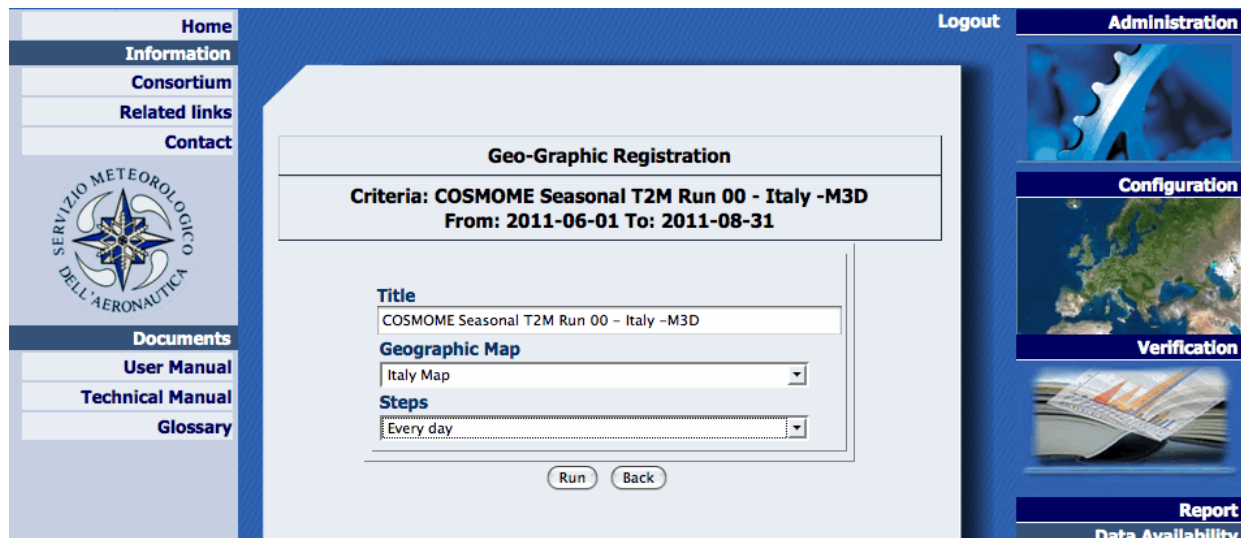 Home
Information
Consortium
Related links
Contact
SERVIZIO METEOROLOGICO
DELL'AERONAUTICA
Documents
User Manual
Technical Manual
Glossary
Logout
Geo-Graphic Registration
Criteria: COSMOME Seasonal T2M Run 00 - Italy -M3D
From: 2011-06-01 To: 2011-08-31
Title
COSMOME Seasonal T2M Run 00 - Italy -M3D
Geographic Map
Italy Map
Steps
Every day
Run Back
Administration
Configuration
Verification
Report
Data Availability